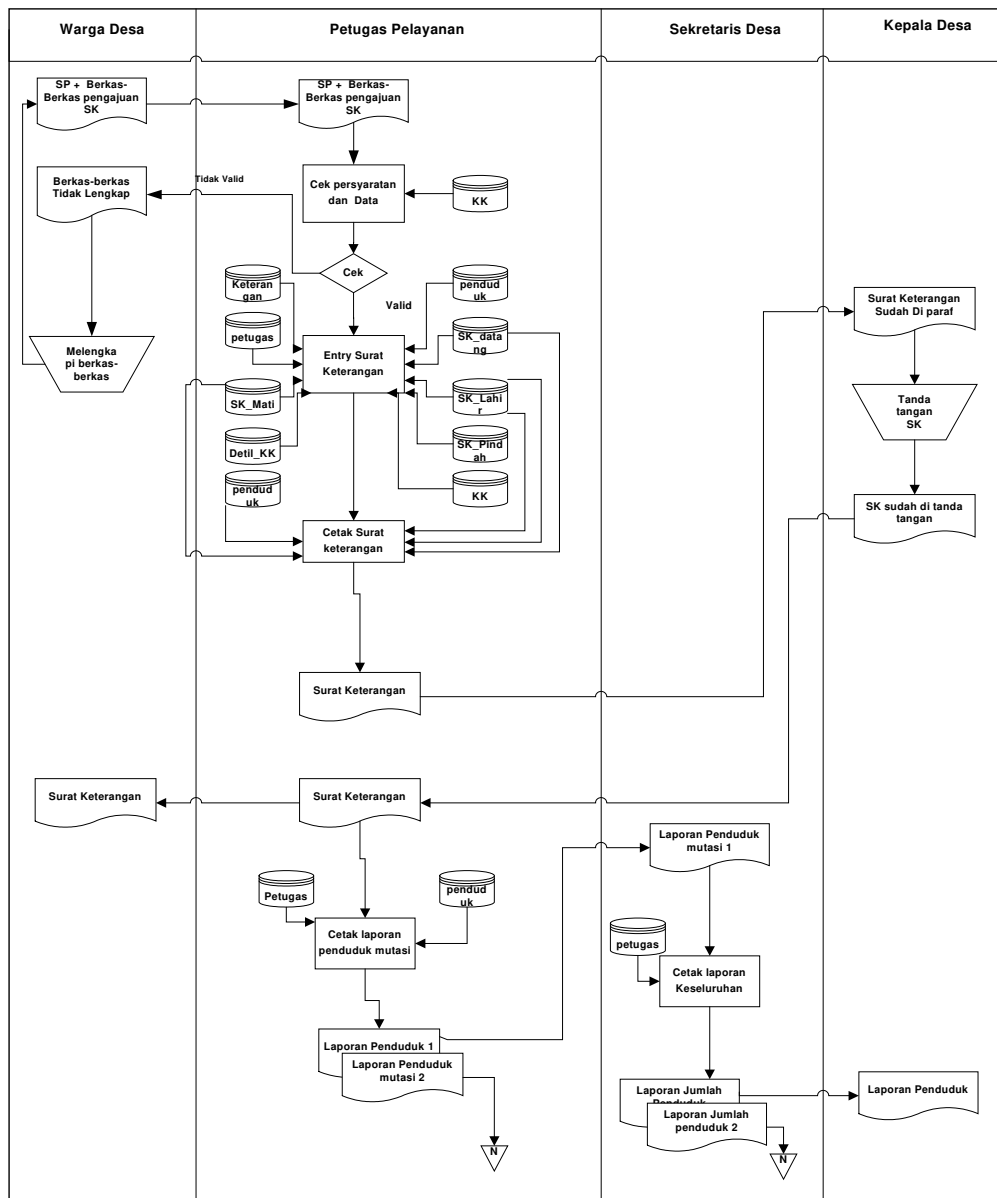 Warga Desa
Petugas Pelayanan
Sekretaris Desa
Kepala Desa
SP + Berkas-
Berkas pengajuan
SK
SP + Berkas-
Berkas pengajuan
SK
Berkas-berkas
Tidak Lengkap
Tidak Valid
Cek persyaratan
dan Data
KK
Cek
Valid
Melengka
pi berkas-
berkas
Keteran
gan
pendud
uk
petugas
SK_data
ng
Entry Surat
Keterangan
SK_Mati
SK_Lahi
r
Detil_KK
SK_Pind
ah
pendud
uk
KK
Cetak Surat
keterangan
Surat Keterangan
Sudah Di paraf
Tanda
tangan
SK
SK sudah di tanda
tangan
Surat Keterangan
Surat Keterangan
Surat Keterangan
Laporan Penduduk
mutasi 1
Petugas
pendud
uk
Cetak laporan
penduduk mutasi
petugas
Cetak laporan
Keseluruhan
Laporan Penduduk 1
Laporan Penduduk
mutasi 2
N
Laporan Jumlah
Penduduk
Laporan Jumlah
penduduk 2
N
Laporan Penduduk